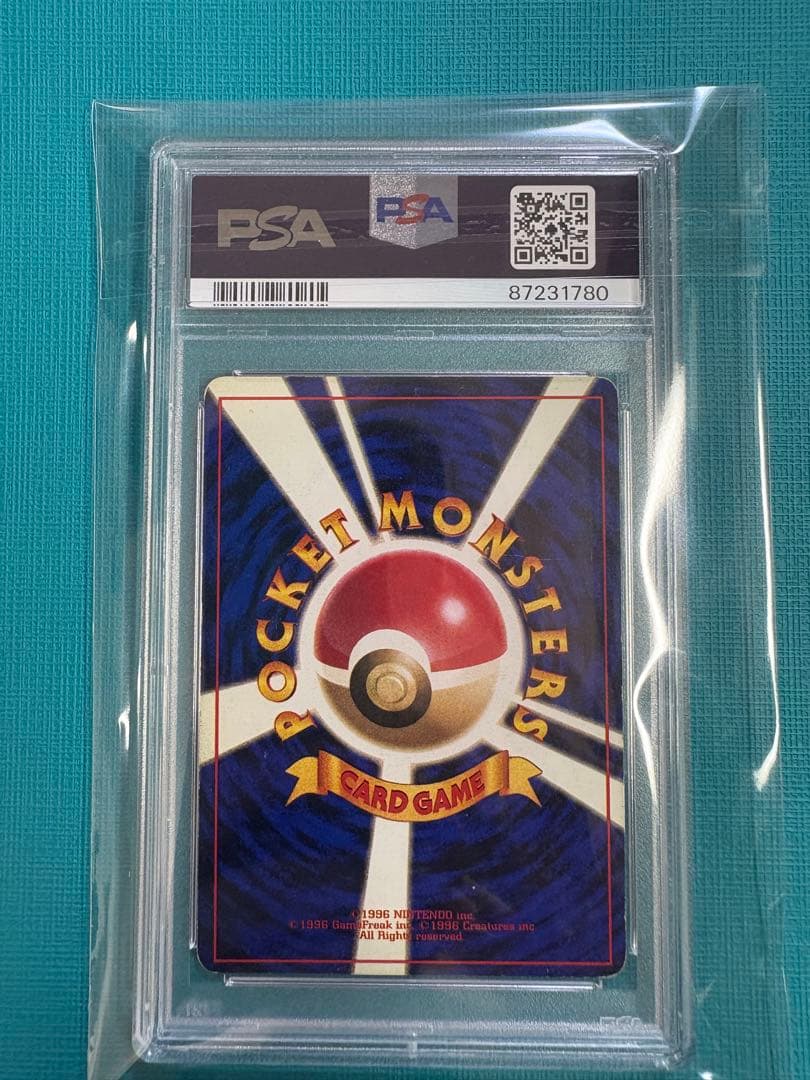 PSA
PSA
87231780
POCKET MONSTERS
CARD GAME
©1996 NINTENDO inc.
©1996 GameFreak inc. ©1996 Creatures inc
All Rights reserved.